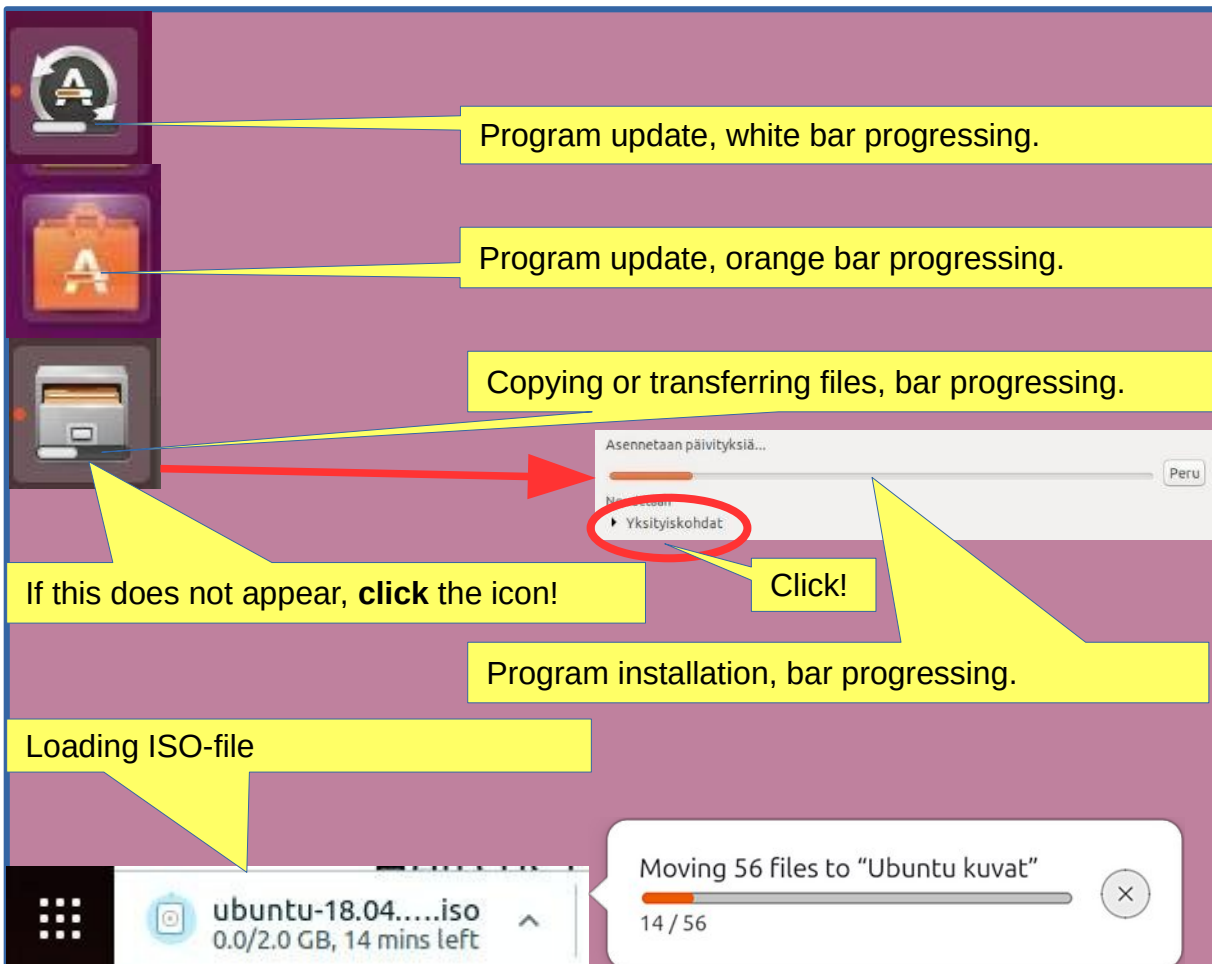 Program update, white bar progressing.
Program update, orange bar progressing.
Copying or transferring files, bar progressing.
Asennetaan päivityksiä...
Peru
Yksityiskohdat
If this does not appear, click the icon!
Click!
Program installation, bar progressing.
Loading ISO-file
ubuntu-18.04.....iso
0.0/2.0 GB, 14 mins left
Moving 56 files to “Ubuntu kuvat”
14 / 56